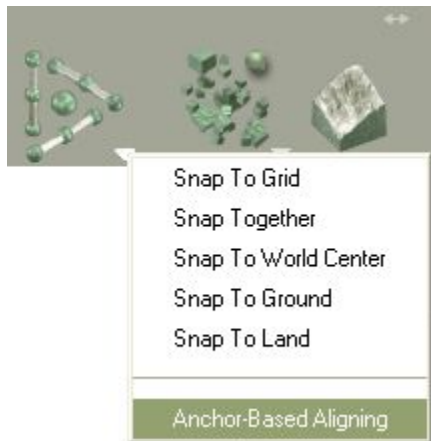 Snap To Grid
Snap Together
Snap To World Center
Snap To Ground
Snap To Land
Anchor-Based Aligning